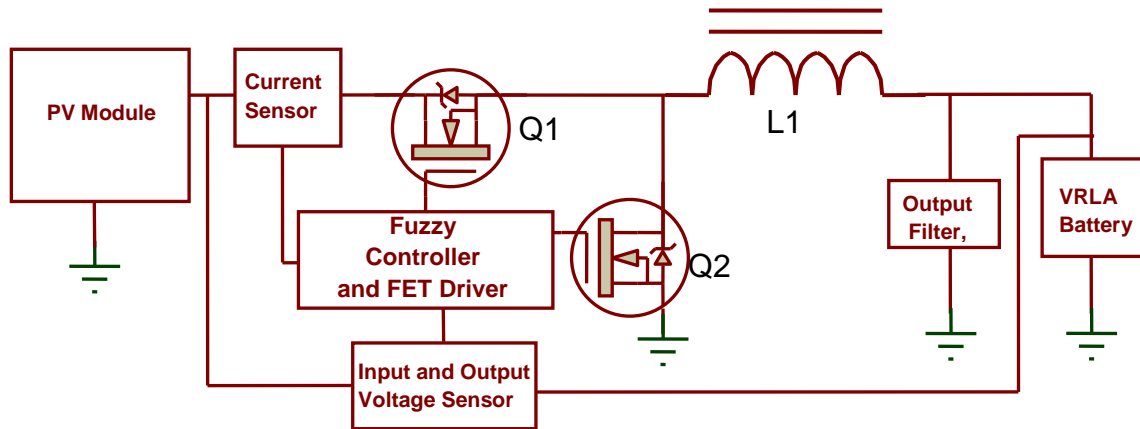 PV Module
Current
Sensor
Q1
L1
Fuzzy
Controller
and FET Driver
Q2
Output
Filter,
VRLA
Battery
Input and Output
Voltage Sensor